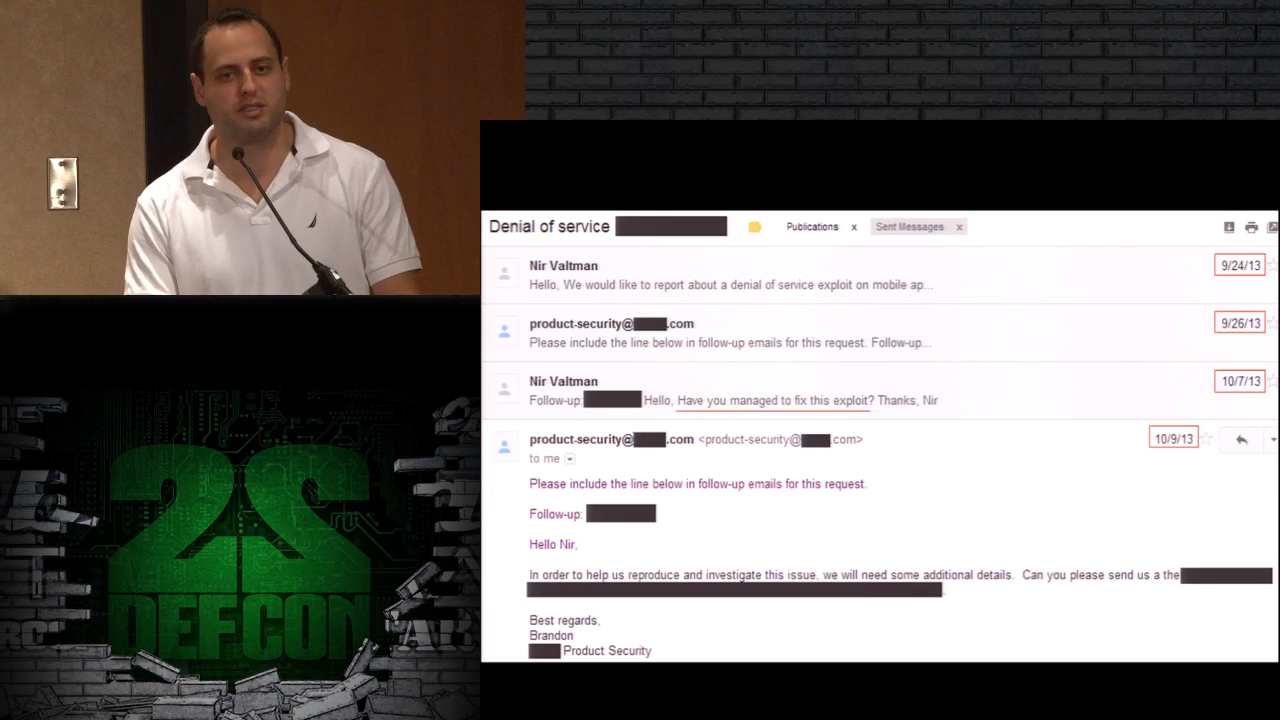 Denial of service
Publications x
Sent Messages x
Nir Valtman
9/24/13
Hello, We would like to report about a denial of service exploit on mobile ap...
product-security@ .com
9/26/13
Please include the line below in follow-up emails for this request. Follow-up...
Nir Valtman
10/7/13
Follow-up: Hello, Have you managed to fix this exploit? Thanks, Nir
product-security@ .com <product-security@ .com>
10/9/13
to me
Please include the line below in follow-up emails for this request.
Follow-up:
Hello Nir,
In order to help us reproduce and investigate this issue, we will need some additional details. Can you please send us a the
Best regards,
Brandon
Product Security
22
DEFCON